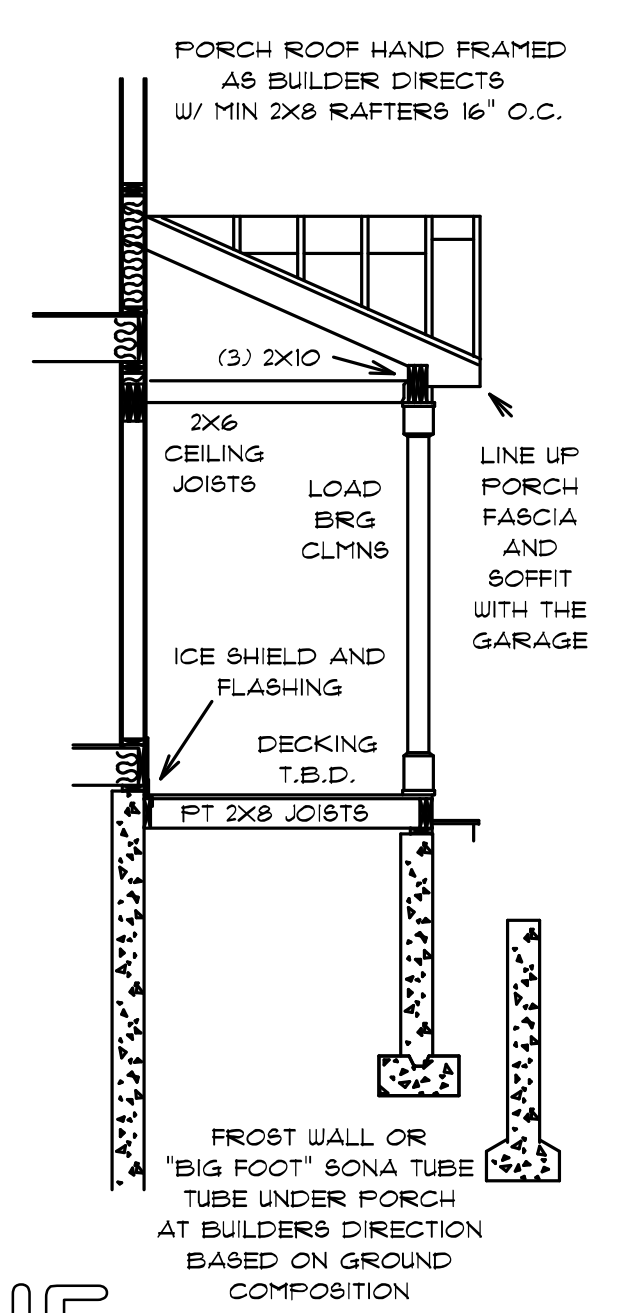 PORCH ROOF HAND FRAMED
AS BUILDER DIRECTS
W/ MIN 2X8 RAFTERS 16" O.C.
(3) 2X10
2X6
CEILING
JOISTS
LOAD
BRG
CLMNS
LINE UP
PORCH
FASCIA
AND
SOFFIT
WITH THE
GARAGE
ICE SHIELD AND
FLASHING
DECKING
T.B.D.
PT 2X8 JOISTS
FROST WALL OR
"BIG FOOT" SONA TUBE
TUBE UNDER PORCH
AT BUILDERS DIRECTION
BASED ON GROUND
COMPOSITION